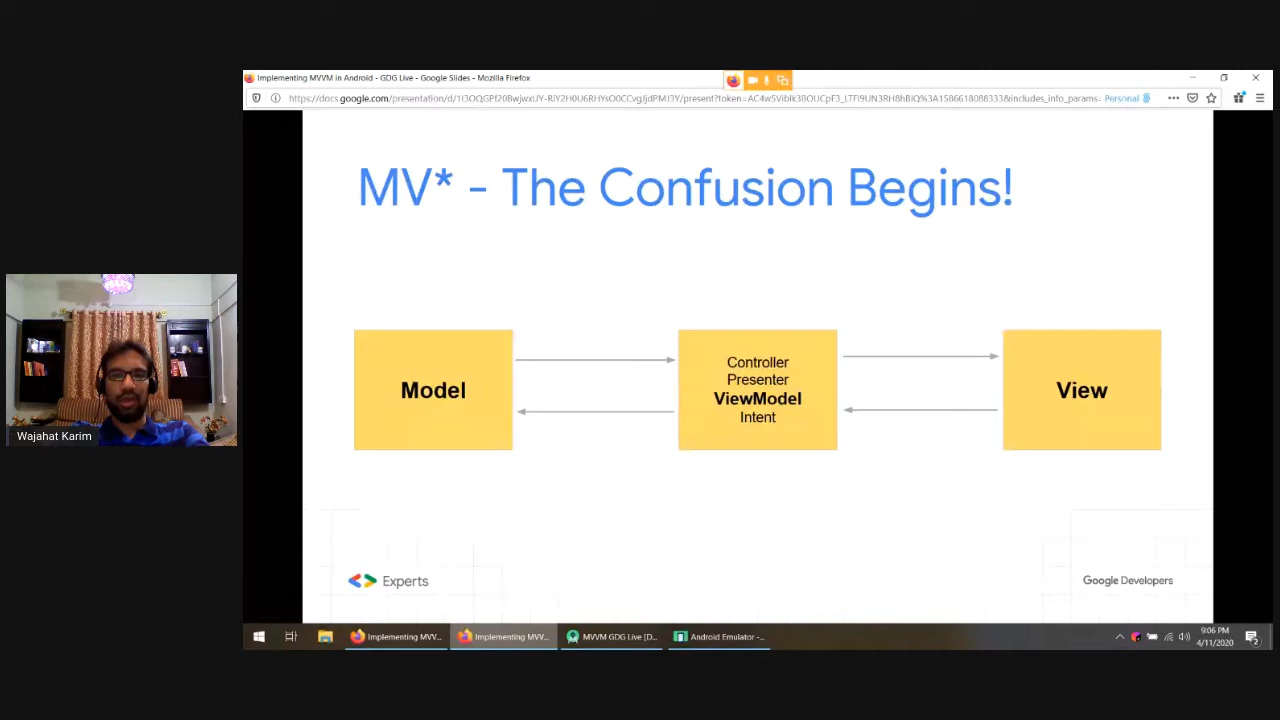 Implementing MVVM in Android - GDG Live - Google Slides - Mozilla Firefox
Personal
MV* - The Confusion Begins!
Model
Controller
Presenter
ViewModel
Intent
View
Wajahat Karim
Experts
Google Developers
Implementing MVV...
Implementing MVV...
MVVM GDG Live [D...
Android Emulator -...
9:06 PM
4/11/2020
2